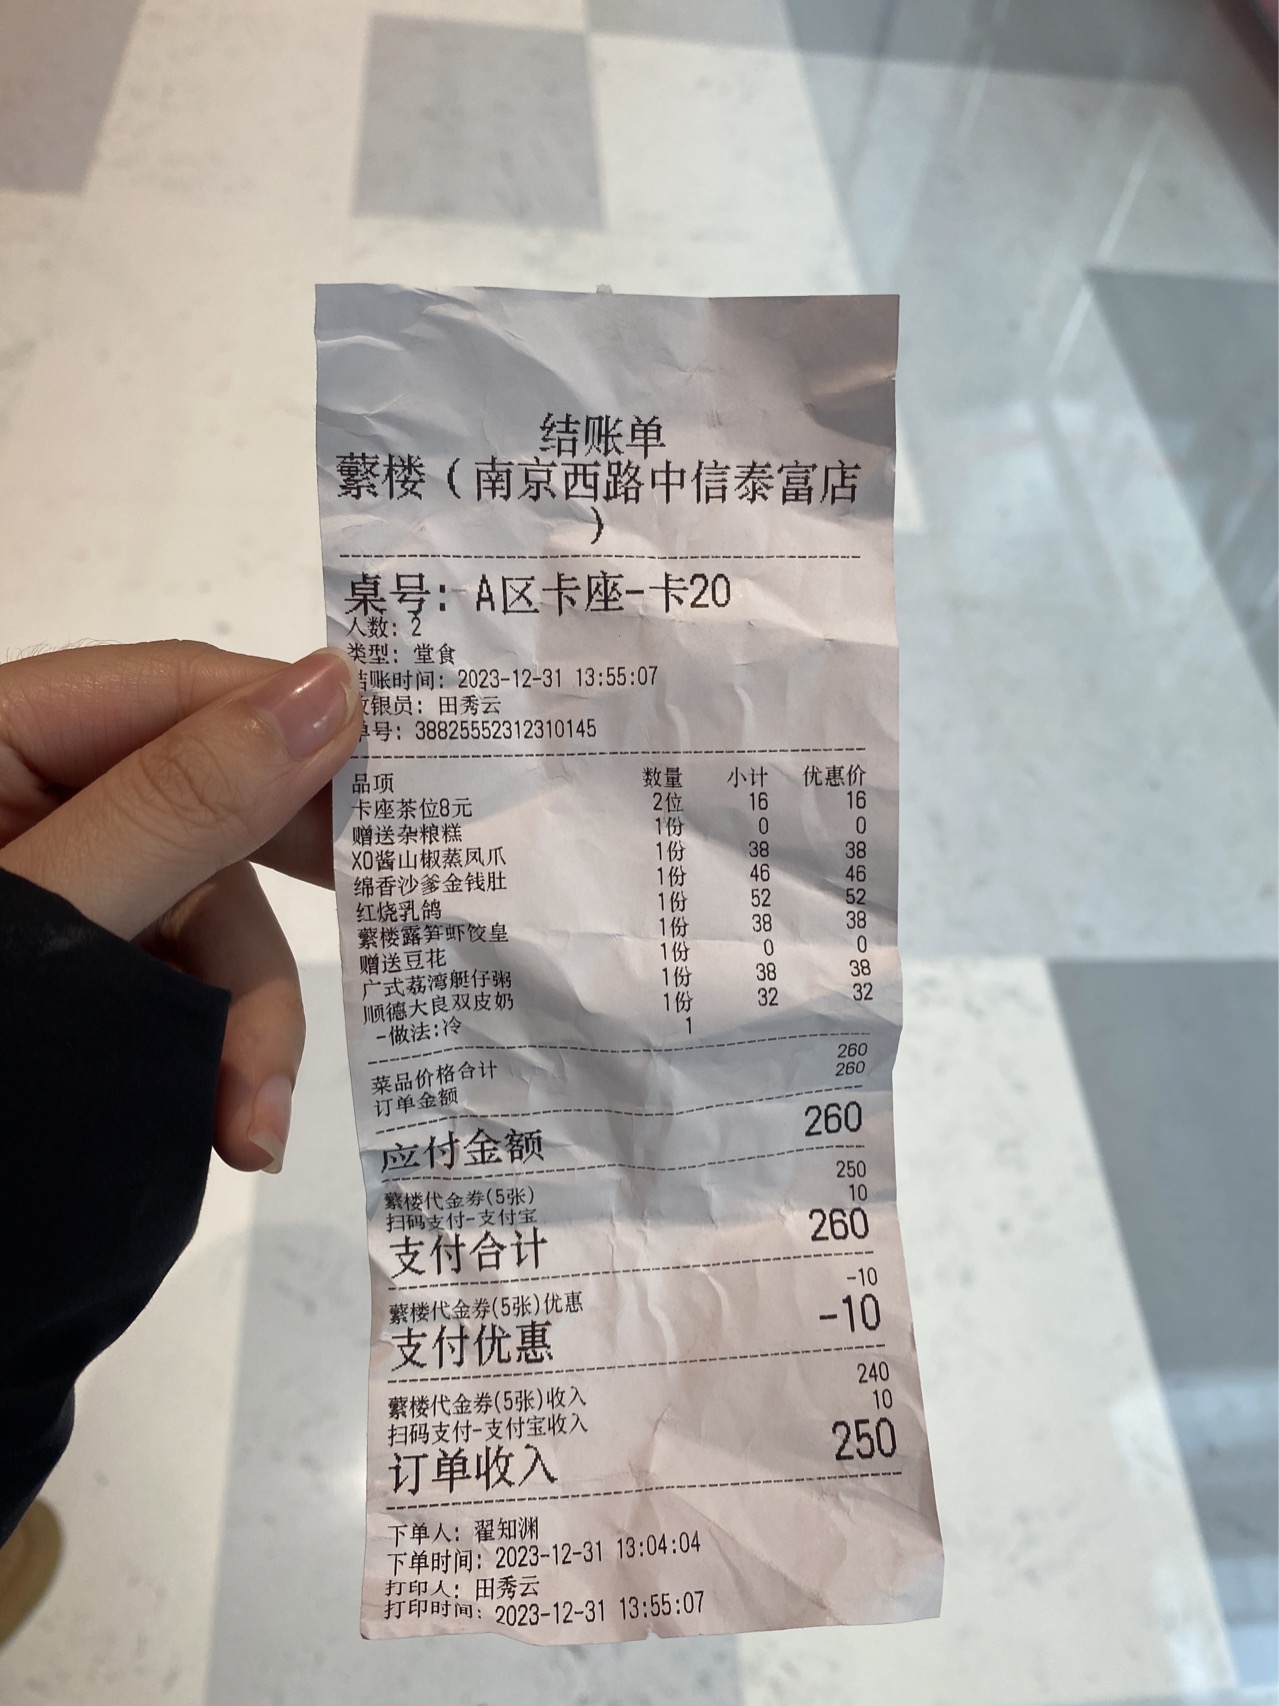 结账单
蘩楼（南京西路中信泰富店
）
桌号：A区卡座-卡20
人数：2
类型：堂食
结账时间：2023-12-31 13:55:07
收银员：田秀云
单号：38825552312310145
品项 数量 小计 优惠价
卡座茶位8元 2位 16 16
赠送杂粮糕 1份 0 0
XO酱山椒蒸凤爪 1份 38 38
绵香沙爹金钱肚 1份 46 46
红烧乳鸽 1份 52 52
蘩楼露笋虾饺皇 1份 38 38
赠送豆花 1份 0 0
广式荔湾艇仔粥 1份 38 38
顺德大良双皮奶 1份 32 32
-做法:冷 1
菜品价格合计 260
订单金额 260
应付金额 260
蘩楼代金券(5张) 250
扫码支付-支付宝 10
支付合计 260
蘩楼代金券(5张)优惠 -10
支付优惠 -10
蘩楼代金券(5张)收入 240
扫码支付-支付宝收入 10
订单收入 250
下单人：翟知渊
下单时间：2023-12-31 13:04:04
打印人：田秀云
打印时间：2023-12-31 13:55:07